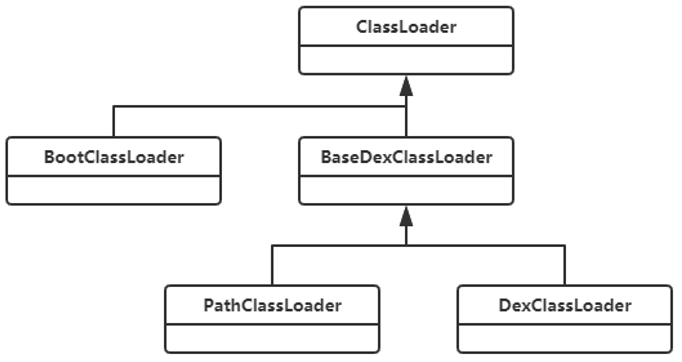 ClassLoader
BootClassLoader
BaseDexClassLoader
PathClassLoader
DexClassLoader